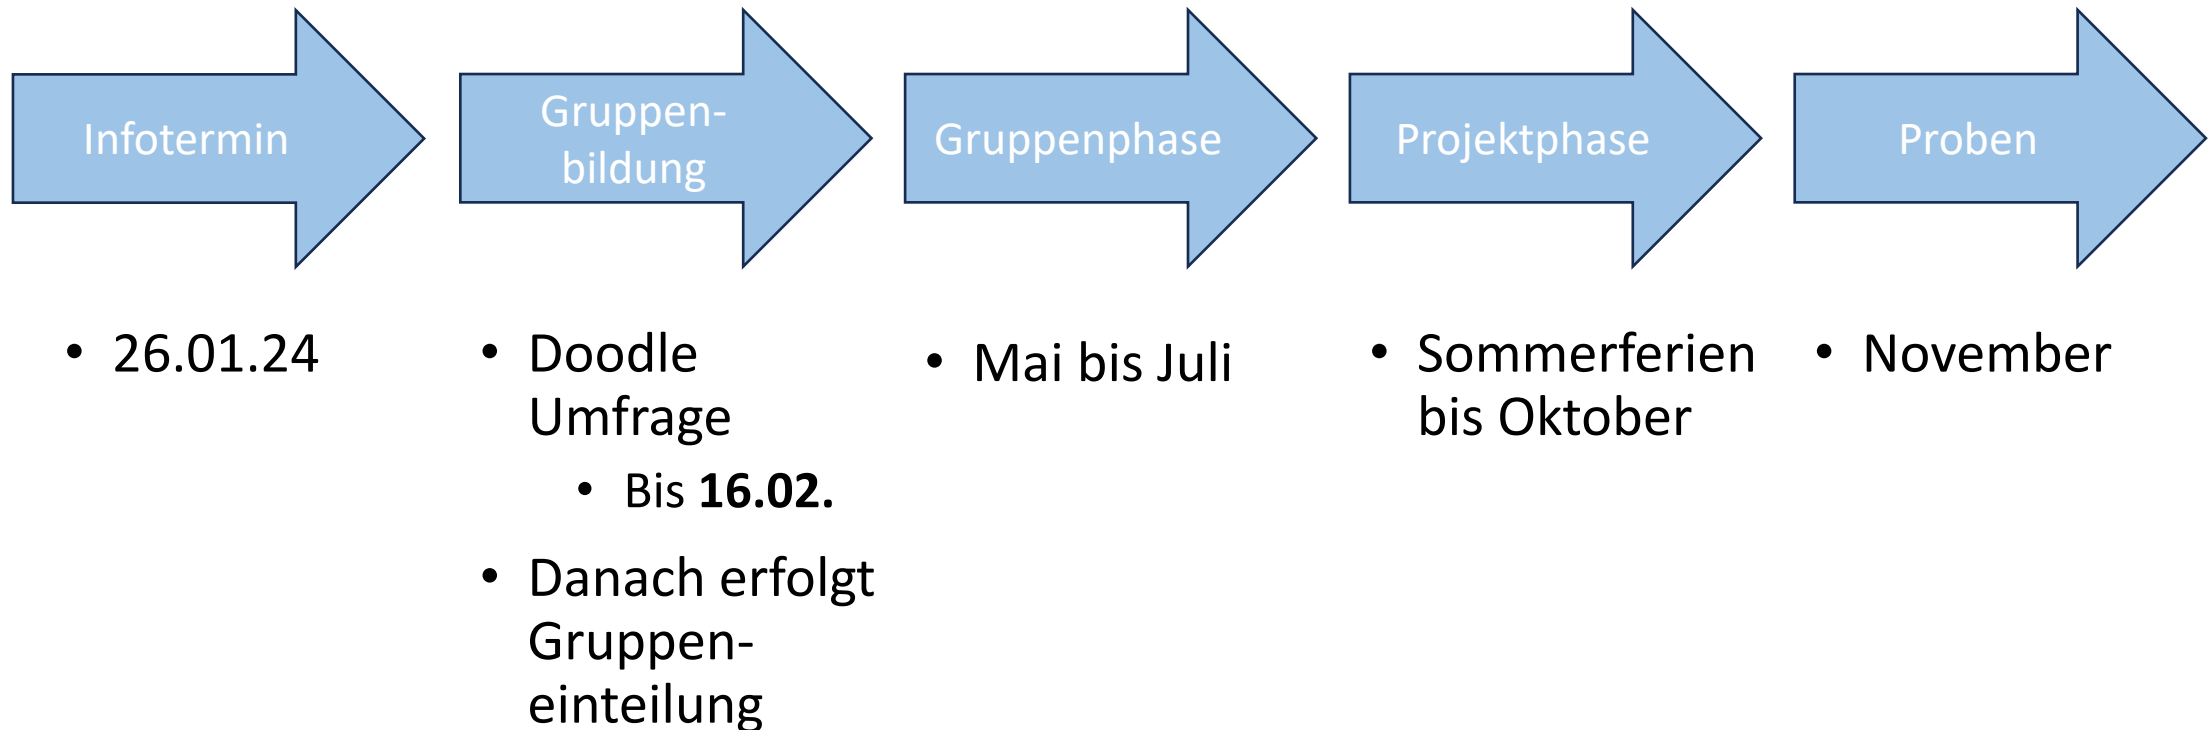 Infotermin
Gruppen-
bildung
Gruppenphase
Projektphase
Proben
• 26.01.24
• Doodle
Umfrage
• Bis 16.02.
• Danach erfolgt
Gruppen-
einteilung
• Mai bis Juli
• Sommerferien
bis Oktober
• November